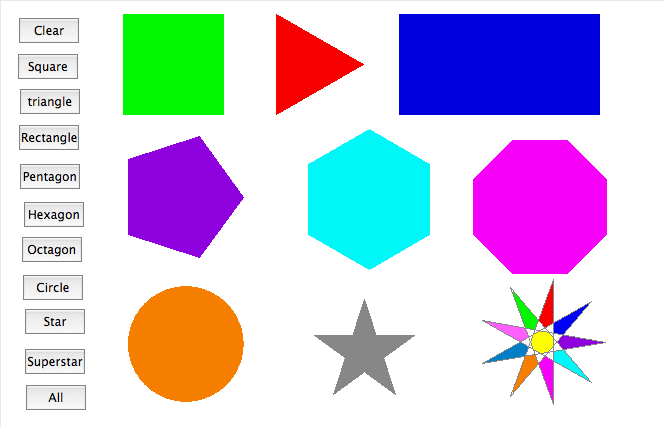 Clear
Square
triangle
Rectangle
Pentagon
Hexagon
Octagon
Circle
Star
Superstar
All